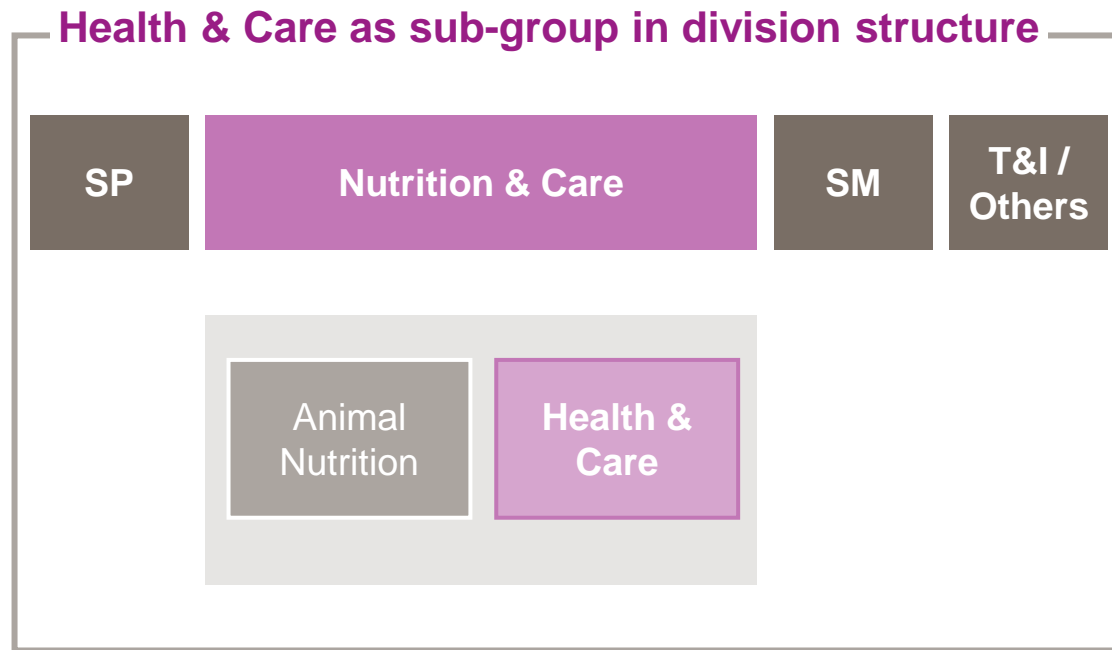 Health & Care as sub-group in division structure
SP
Nutrition & Care
SM
T&I /
Others
Animal
Nutrition
Health &
Care